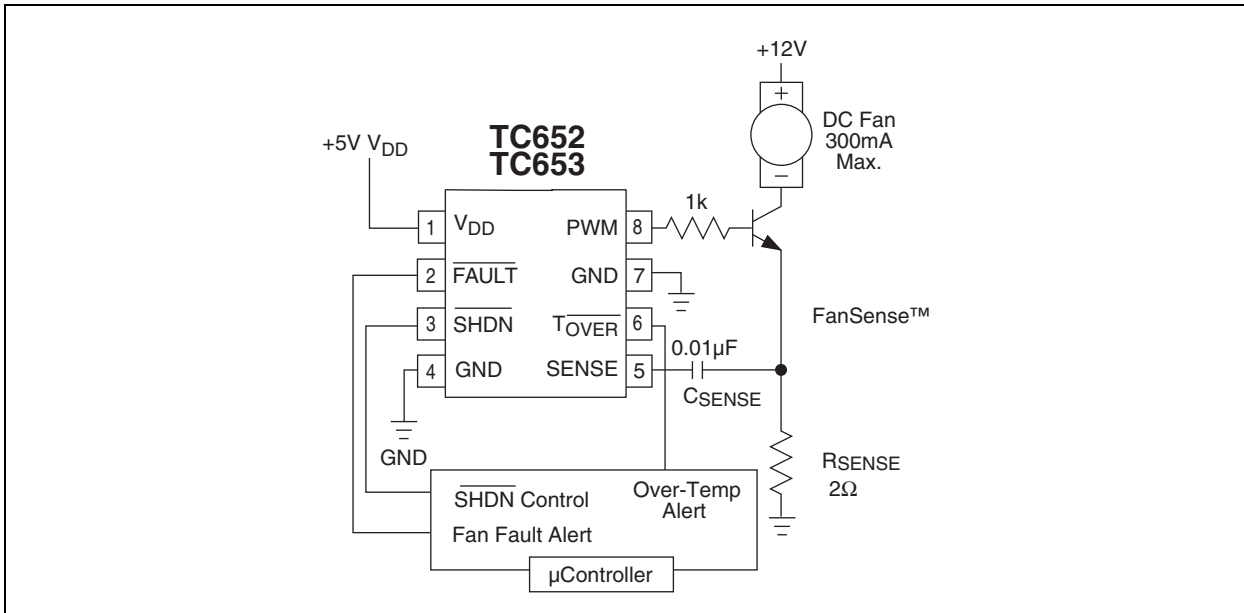 +12V
+
DC Fan
300mA
Max.
−
TC652
TC653
+5V VDD
1k
1 VDD PWM 8
2 FAULT GND 7
3 SHDN TOVER 6
4 GND SENSE 5
FanSense™
0.01µF
CSENSE
GND
RSENSE
2Ω
SHDN Control
Over-Temp
Alert
Fan Fault Alert
µController